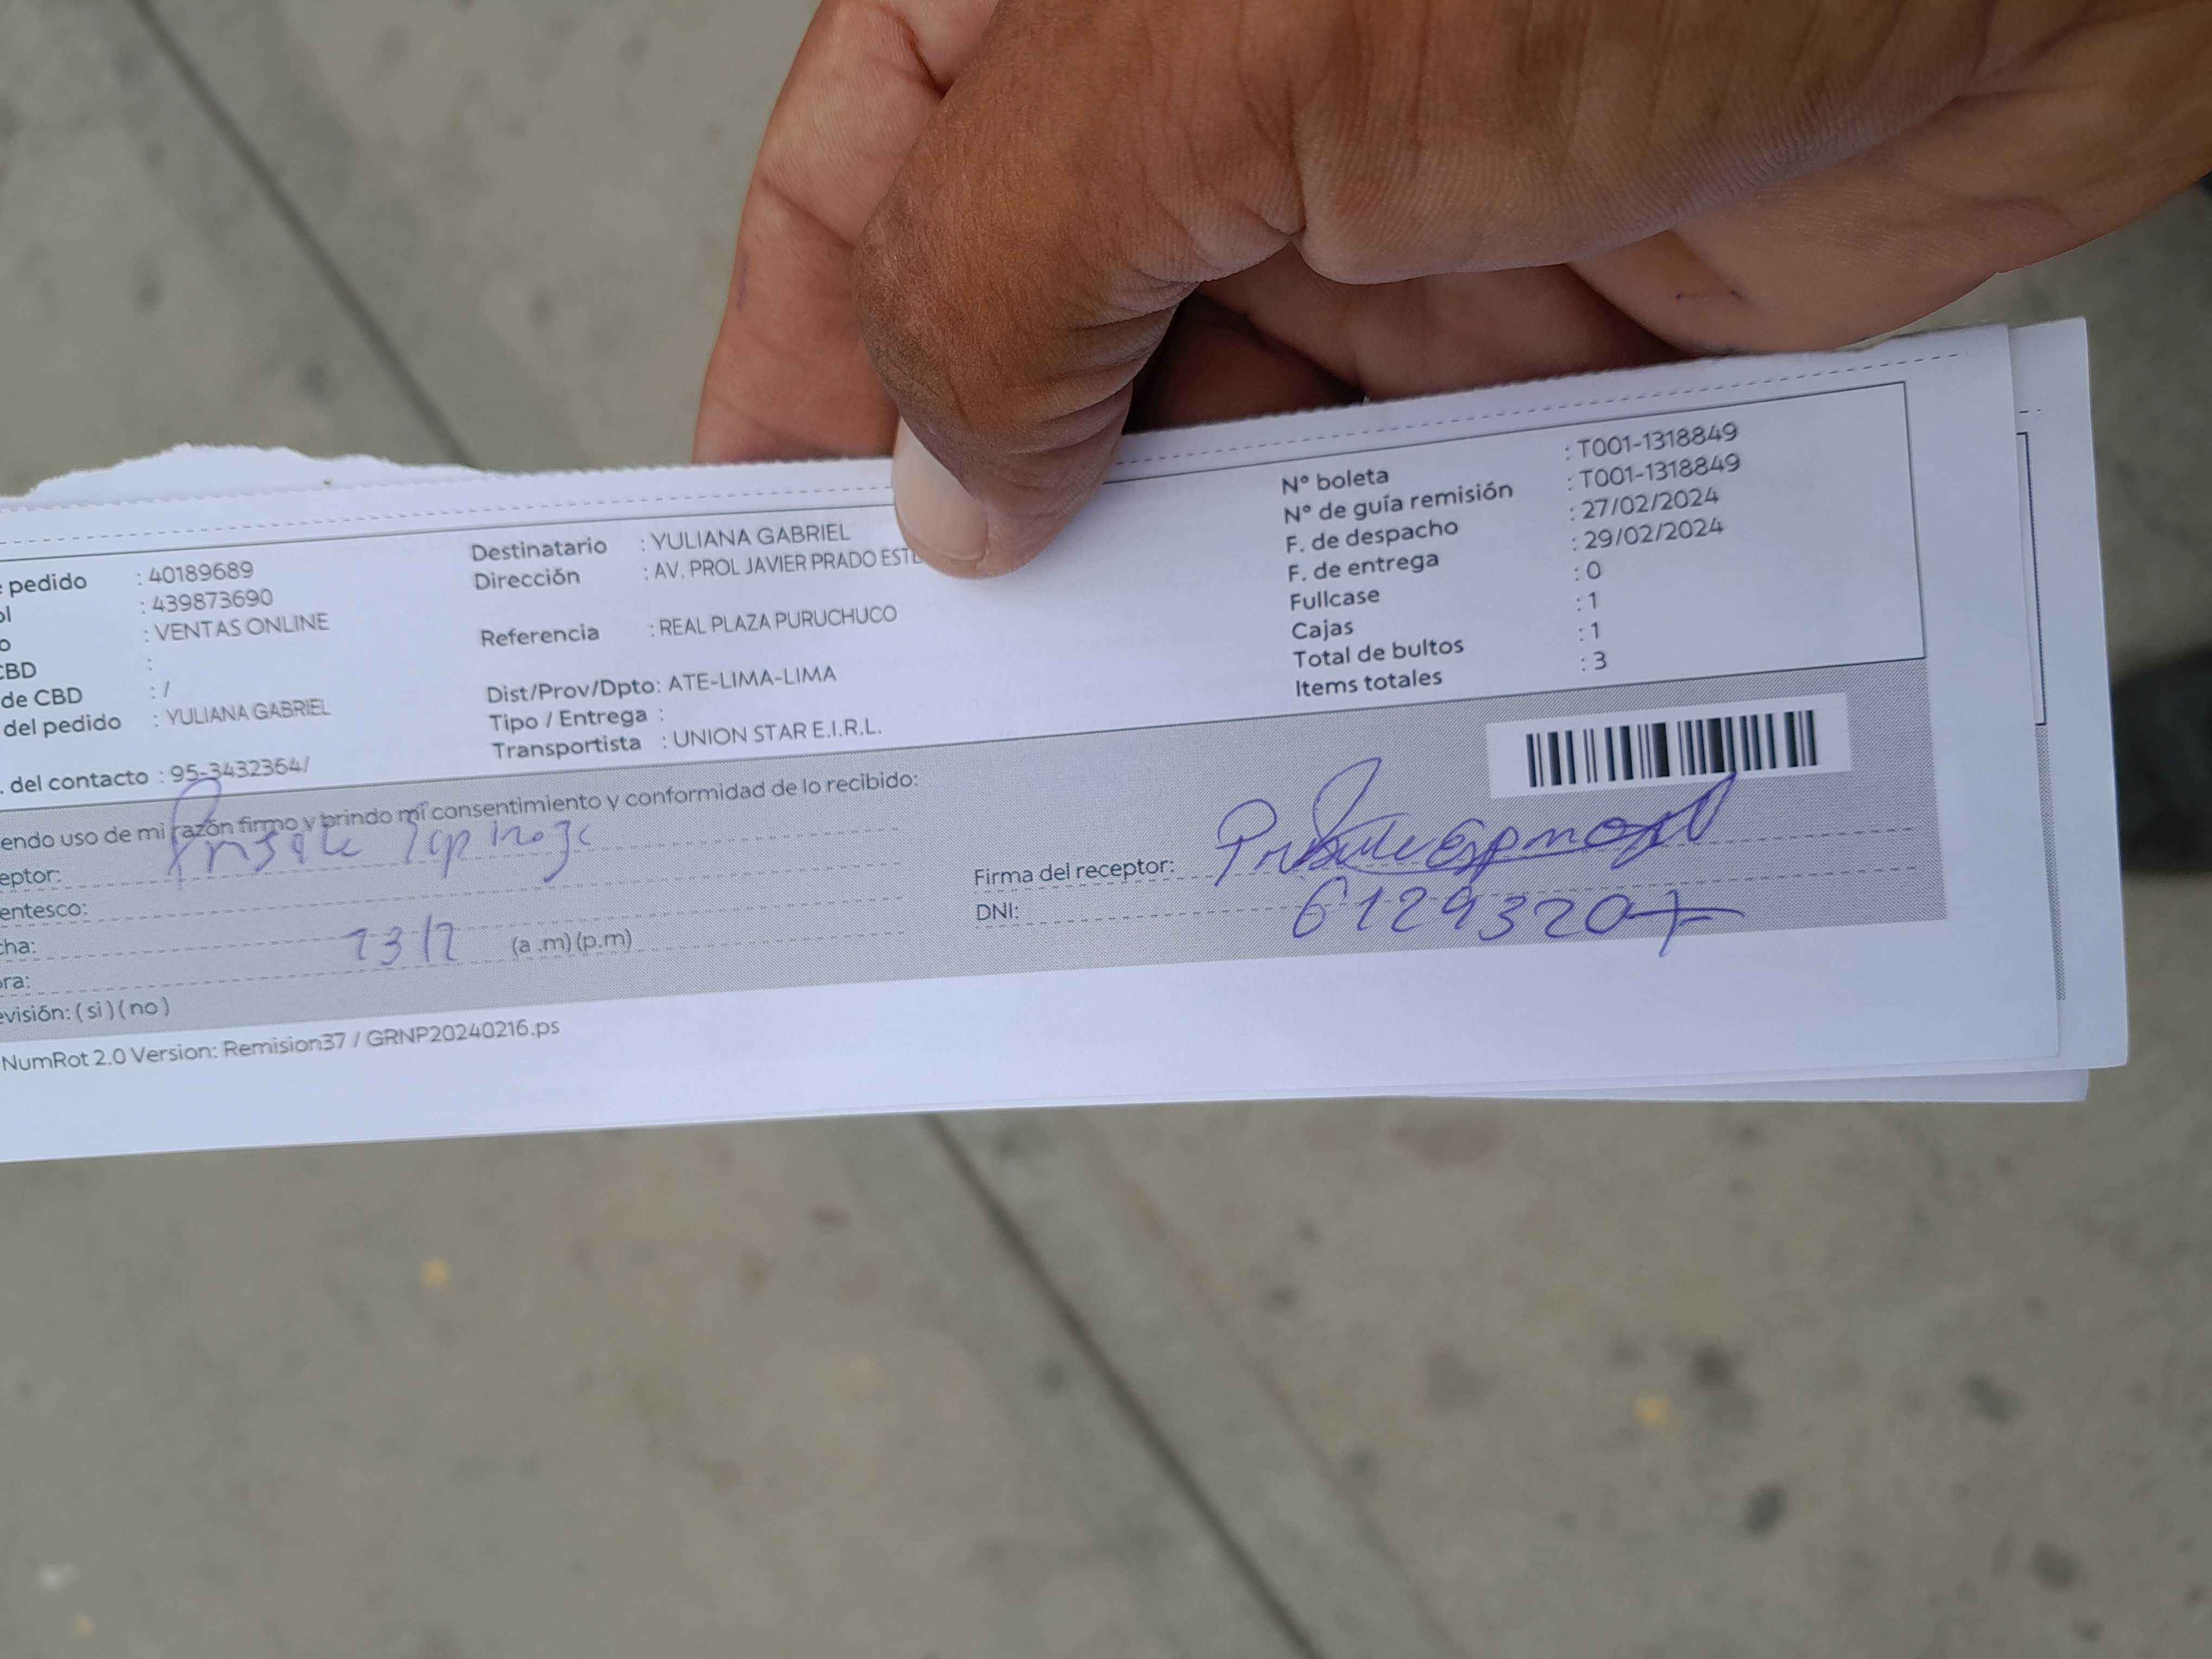 pedido : 40189689
: 439873690
: VENTAS ONLINE
CBD :
de CBD : /
del pedido : YULIANA GABRIEL
. del contacto : 95-3432364/
Destinatario : YULIANA GABRIEL
Dirección : AV. PROL JAVIER PRADO
Referencia : REAL PLAZA PURUCHUCO
Dist/Prov/Dpto: ATE-LIMA-LIMA
Tipo / Entrega :
Transportista : UNION STAR E.I.R.L.
N° boleta : T001-1318849
N° de guía remisión : T001-1318849
F. de despacho : 27/02/2024
F. de entrega : 29/02/2024
Fullcase : 0
Cajas : 1
Total de bultos : 1
Items totales : 3
endo uso de mi razón firmo y brindo mi consentimiento y conformidad de lo recibido:
eptor:
entesco:
cha:
(a .m) (p.m)
ora:
evisión: ( si ) ( no )
Firma del receptor:
DNI: 61293207
NumRot 2.0 Version: Remision37 / GRNP20240216.ps